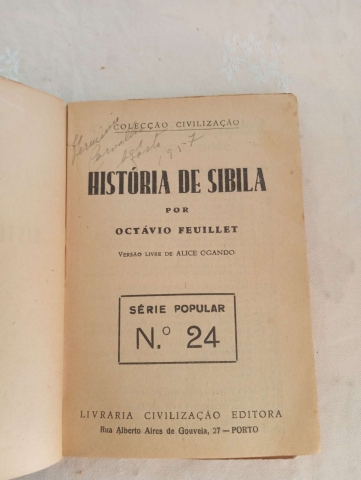 COLECÇÃO CIVILIZAÇÃO
1957
HISTÓRIA DE SIBILA
POR
OCTÁVIO FEUILLET
VERSÃO LIVRE DE ALICE OGANDO
SÉRIE POPULAR
N.º 24
LIVRARIA CIVILIZAÇÃO EDITORA
Rua Alberto Aires de Gouveia, 27 — PORTO